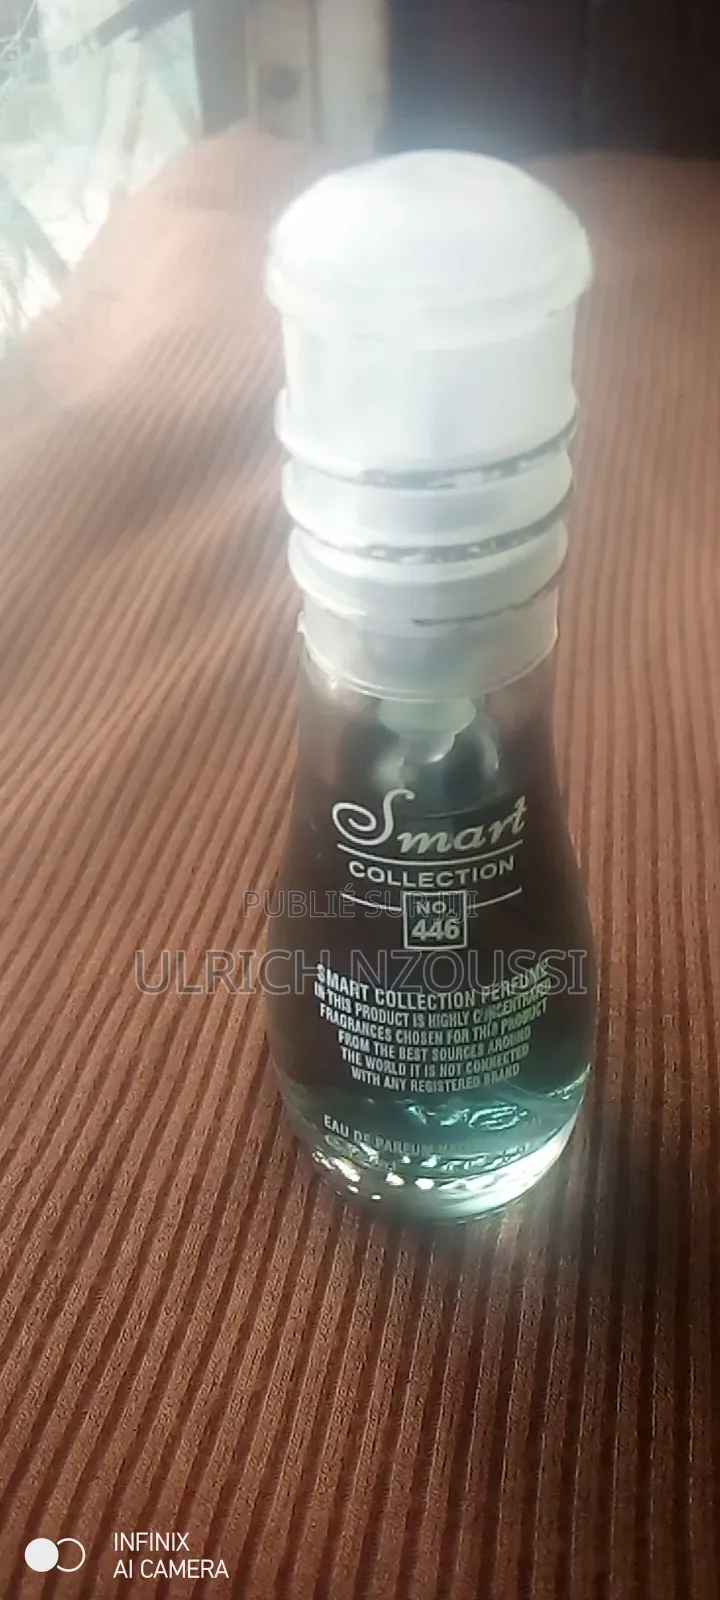 Smart
COLLECTION
NO.
446
PUBLIÉ SUR JIJI
ULRICH NZOUSSI
SMART COLLECTION PERFUME
IN THIS PRODUCT IS HIGHLY CONCENTRATED
FRAGRANCES CHOSEN FOR THIS PRODUCT
FROM THE BEST SOURCES AROUND
THE WORLD IT IS NOT CONNECTED
WITH ANY REGISTERED BRAND
EAU DE PARFUM
INFINIX
AI CAMERA